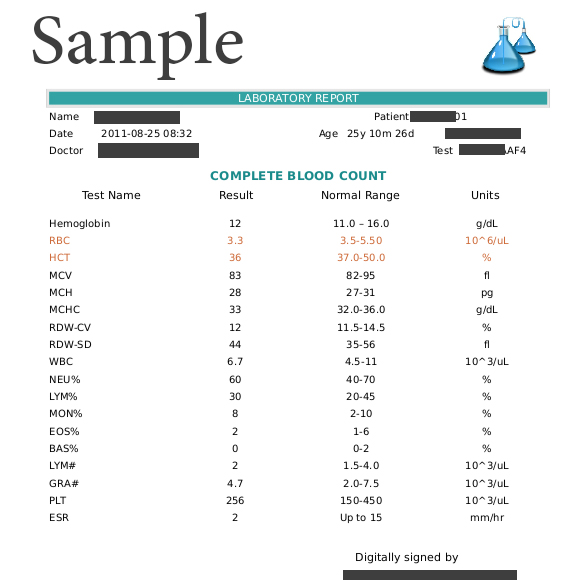 Sample
LABORATORY REPORT
Name Patient 01
Date 2011-08-25 08:32 Age 25y 10m 26d
Doctor Test AF4
COMPLETE BLOOD COUNT
Test Name Result Normal Range Units
Hemoglobin 12 11.0 – 16.0 g/dL
RBC 3.3 3.5-5.50 10^6/uL
HCT 36 37.0-50.0 %
MCV 83 82-95 fl
MCH 28 27-31 pg
MCHC 33 32.0-36.0 g/dL
RDW-CV 12 11.5-14.5 %
RDW-SD 44 35-56 fl
WBC 6.7 4.5-11 10^3/uL
NEU% 60 40-70 %
LYM% 30 20-45 %
MON% 8 2-10 %
EOS% 2 1-6 %
BAS% 0 0-2 %
LYM# 2 1.5-4.0 10^3/uL
GRA# 4.7 2.0-7.5 10^3/uL
PLT 256 150-450 10^3/uL
ESR 2 Up to 15 mm/hr
Digitally signed by